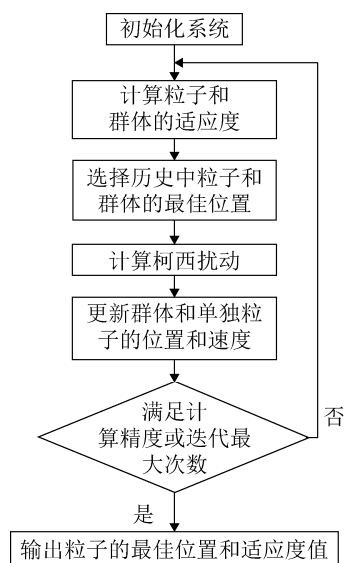 初始化系统
计算粒子和
群体的适应度
选择历史中粒子和
群体的最佳位置
计算柯西扰动
更新群体和单独粒
子的位置和速度
满足计
算精度或迭代最
大次数
否
是
输出粒子的最佳位置和适应度值